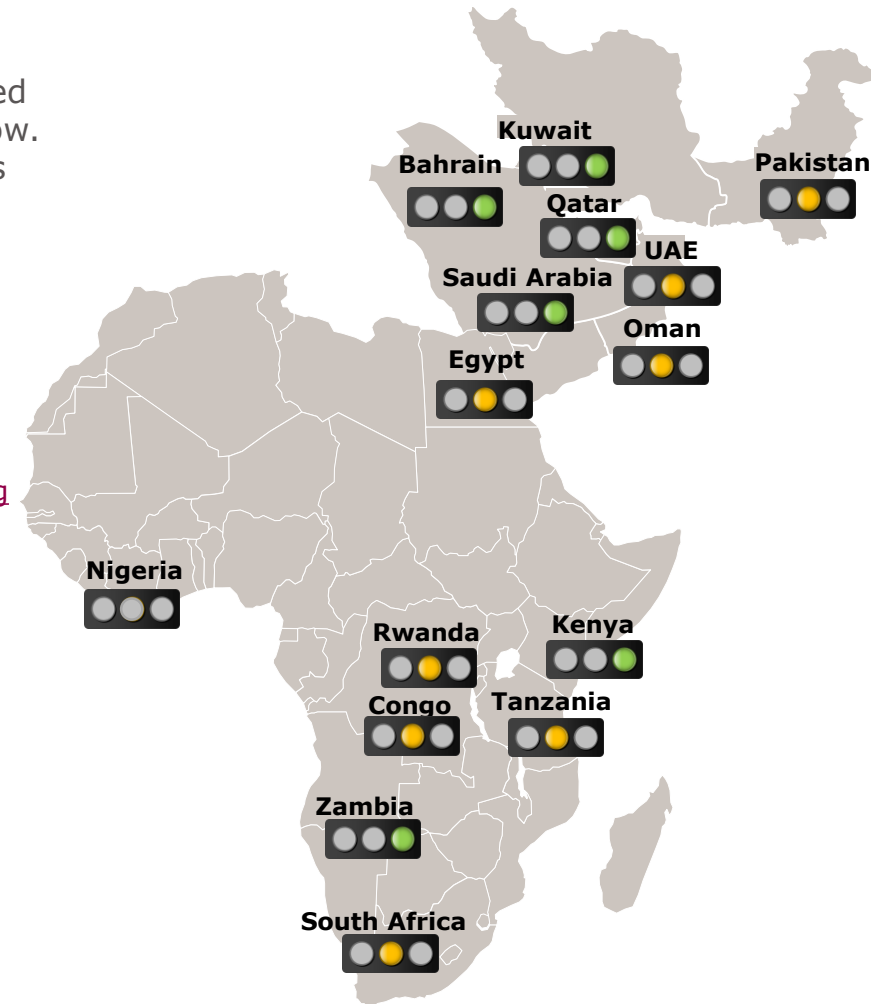 Kuwait
Bahrain
Pakistan
Qatar
UAE
Saudi Arabia
Oman
Egypt
Nigeria
Rwanda
Kenya
Congo
Tanzania
Zambia
South Africa